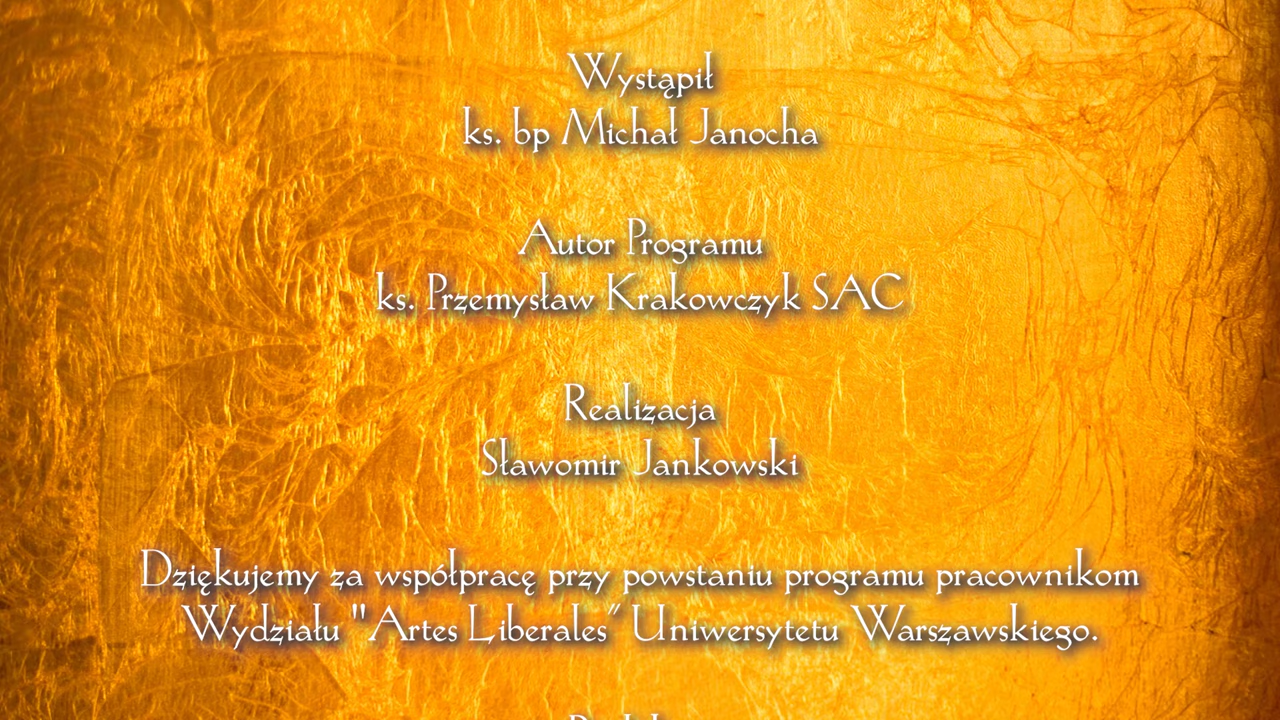 Wystąpił
ks. bp Michał Janocha
Autor Programu
ks. Przemysław Krakowczyk SAC
Realizacja
Sławomir Jankowski
Dziękujemy za współpracę przy powstaniu programu pracownikom
Wydziału "Artes Liberales” Uniwersytetu Warszawskiego.